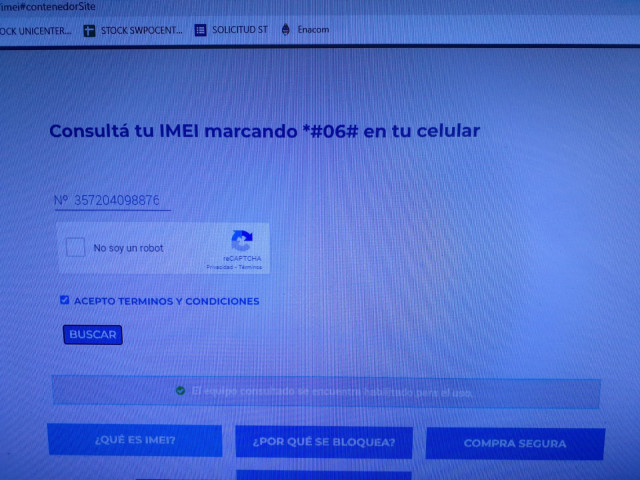 imei#contenedorSite
OCK UNICENTER... STOCK SWPOCENT... SOLICITUD ST Enacom
Consultá tu IMEI marcando *#06# en tu celular
Nº 357204098876
No soy un robot
reCAPTCHA
Privacidad - Términos
ACEPTO TERMINOS Y CONDICIONES
BUSCAR
El equipo consultado se encuentra habilitado para el uso.
¿QUÉ ES IMEI? ¿POR QUÉ SE BLOQUEA? COMPRA SEGURA